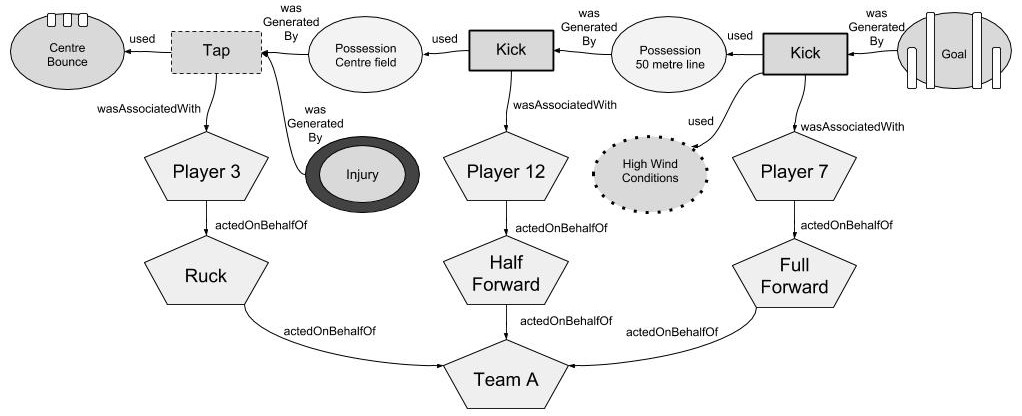 Centre
Bounce
used
Tap
was
Generated
By
Possession
Centre field
used
Kick
was
Generated
By
Possession
50 metre line
used
Kick
was
Generated
By
Goal
wasAssociatedWith
was
Generated
By
wasAssociatedWith
used
wasAssociatedWith
Player 3
Injury
Player 12
High Wind
Conditions
Player 7
actedOnBehalfOf
actedOnBehalfOf
actedOnBehalfOf
Ruck
Half
Forward
Full
Forward
actedOnBehalfOf
actedOnBehalfOf
actedOnBehalfOf
Team A